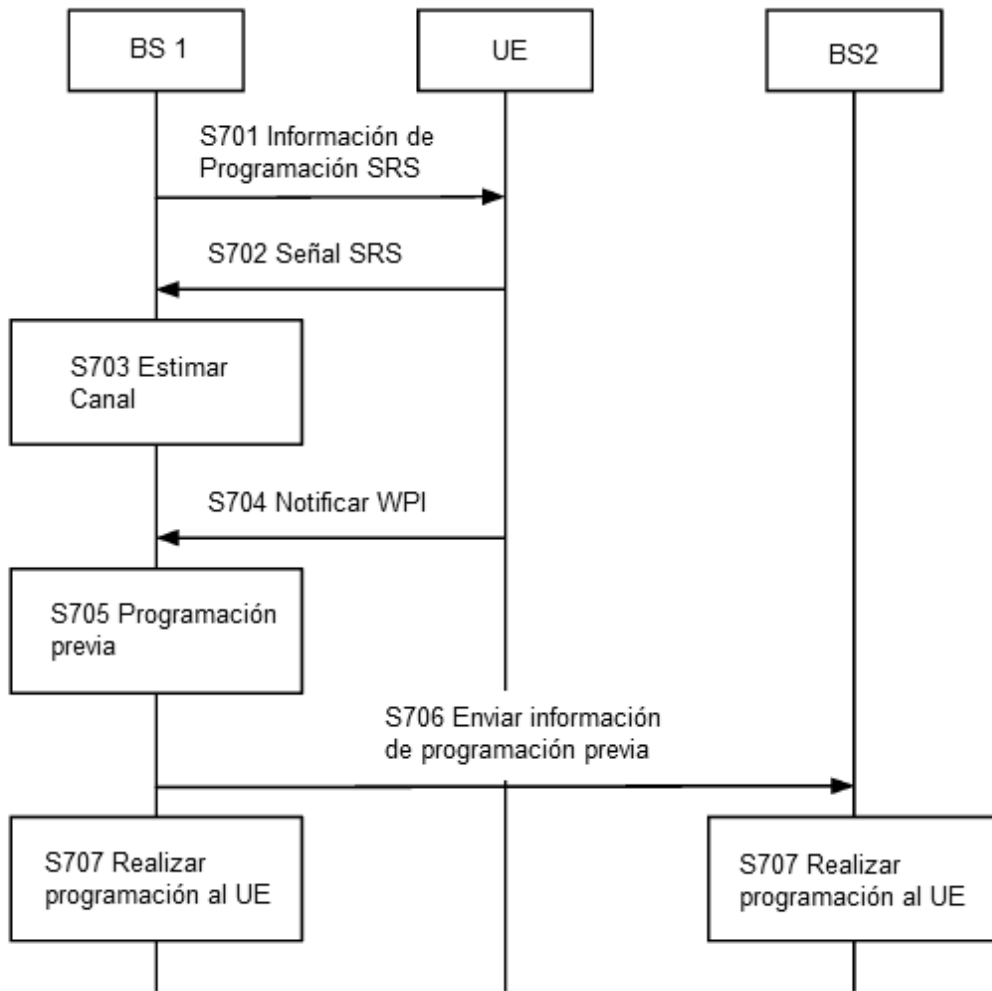 BS 1
UE
BS2
S701 Información de
Programación SRS
S702 Señal SRS
S703 Estimar
Canal
S704 Notificar WPI
S705 Programación
previa
S706 Enviar información
de programación previa
S707 Realizar
programación al UE
S707 Realizar
programación al UE